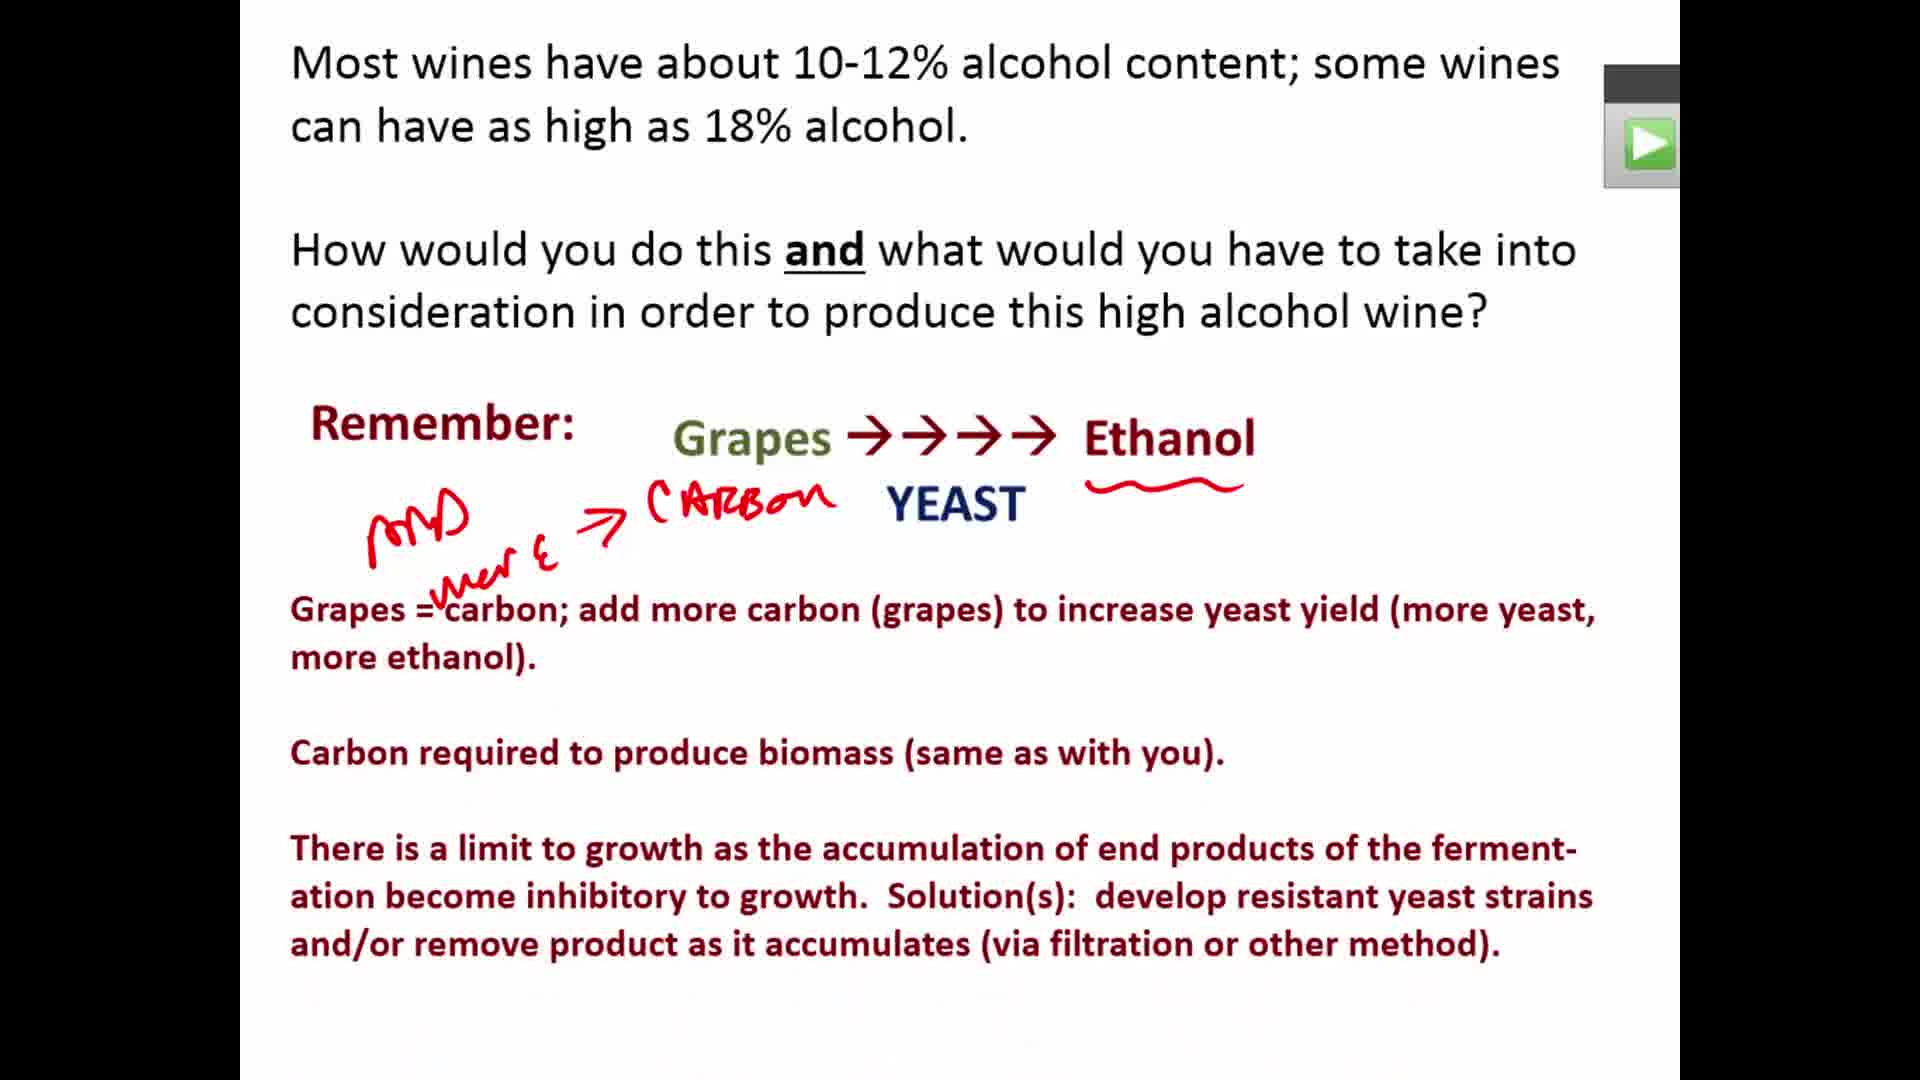 Most wines have about 10-12% alcohol content; some wines
can have as high as 18% alcohol.
How would you do this and what would you have to take into
consideration in order to produce this high alcohol wine?
Remember: Grapes →→→→ Ethanol
CARBON YEAST
more →
Grapes = carbon; add more carbon (grapes) to increase yeast yield (more yeast,
more ethanol).
Carbon required to produce biomass (same as with you).
There is a limit to growth as the accumulation of end products of the ferment-
ation become inhibitory to growth.  Solution(s):  develop resistant yeast strains
and/or remove product as it accumulates (via filtration or other method).